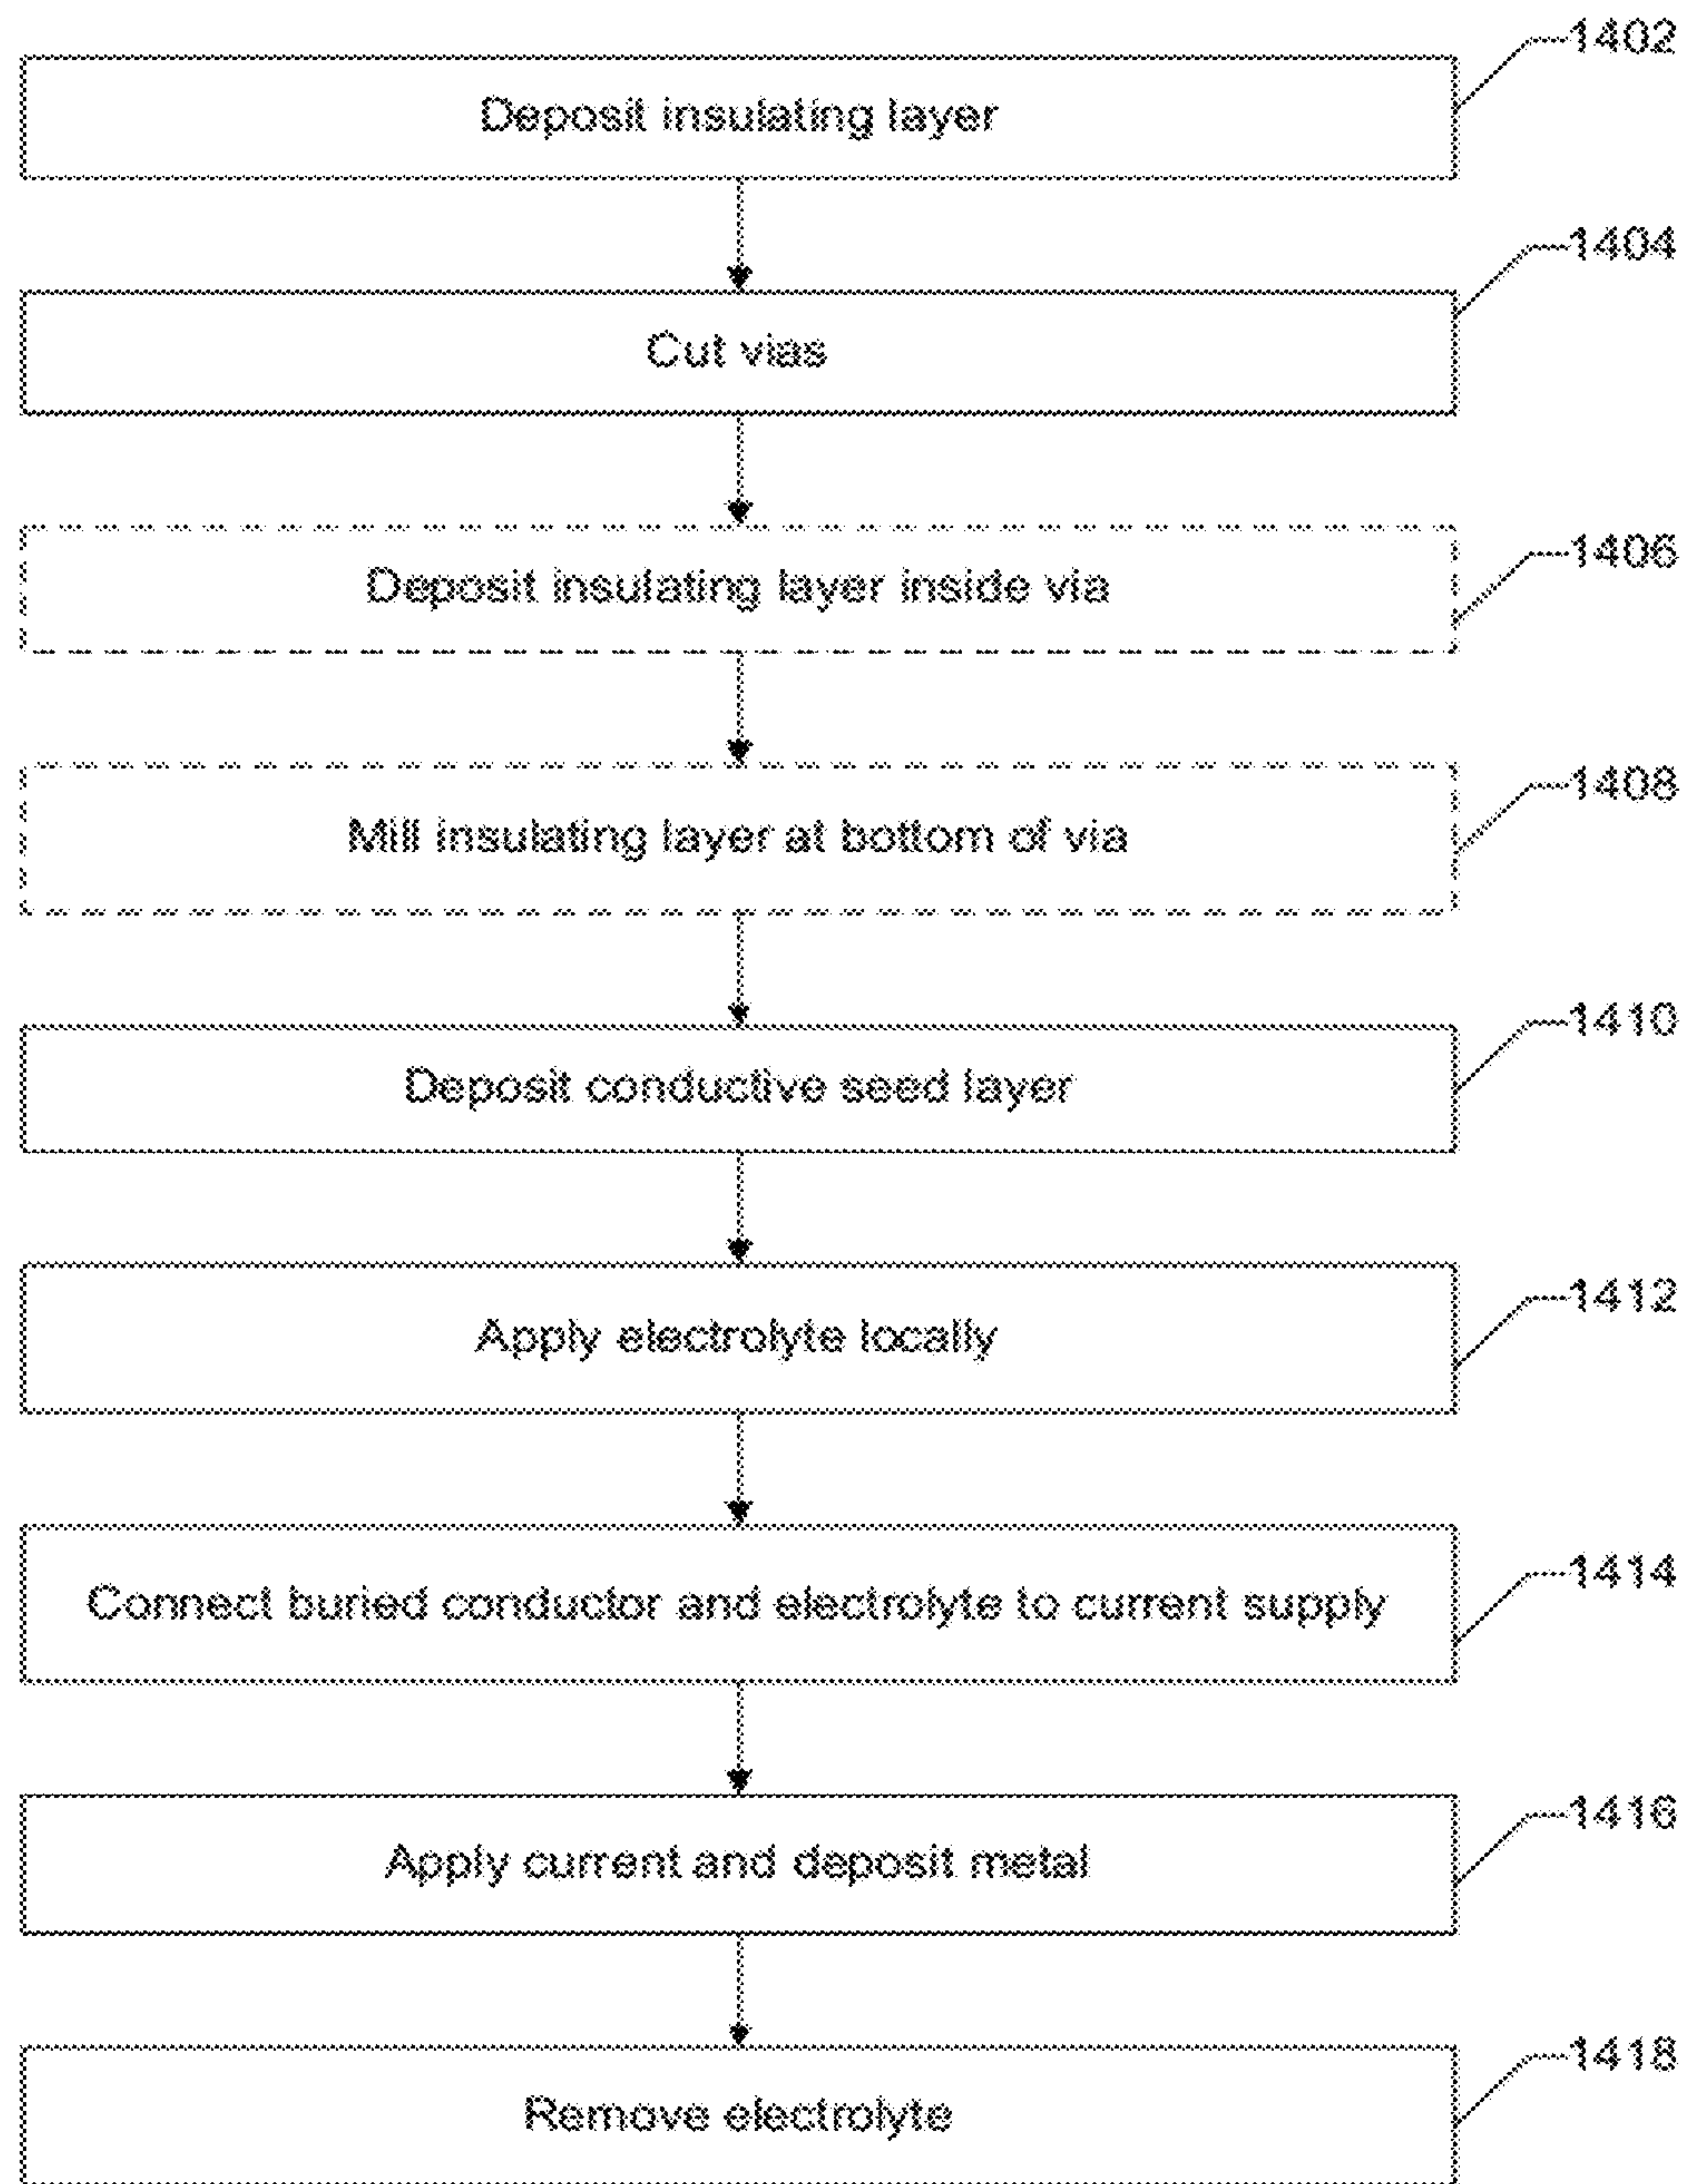 1402
Deposit insulating layer
1404
Cut vias
1406
Deposit insulating layer inside via
1408
Mill insulating layer at bottom of via
1410
Deposit conductive seed layer
1412
Apply electrolyte locally
1414
Connect buried conductor and electrolyte to current supply
1416
Apply current and deposit metal
1418
Remove electrolyte